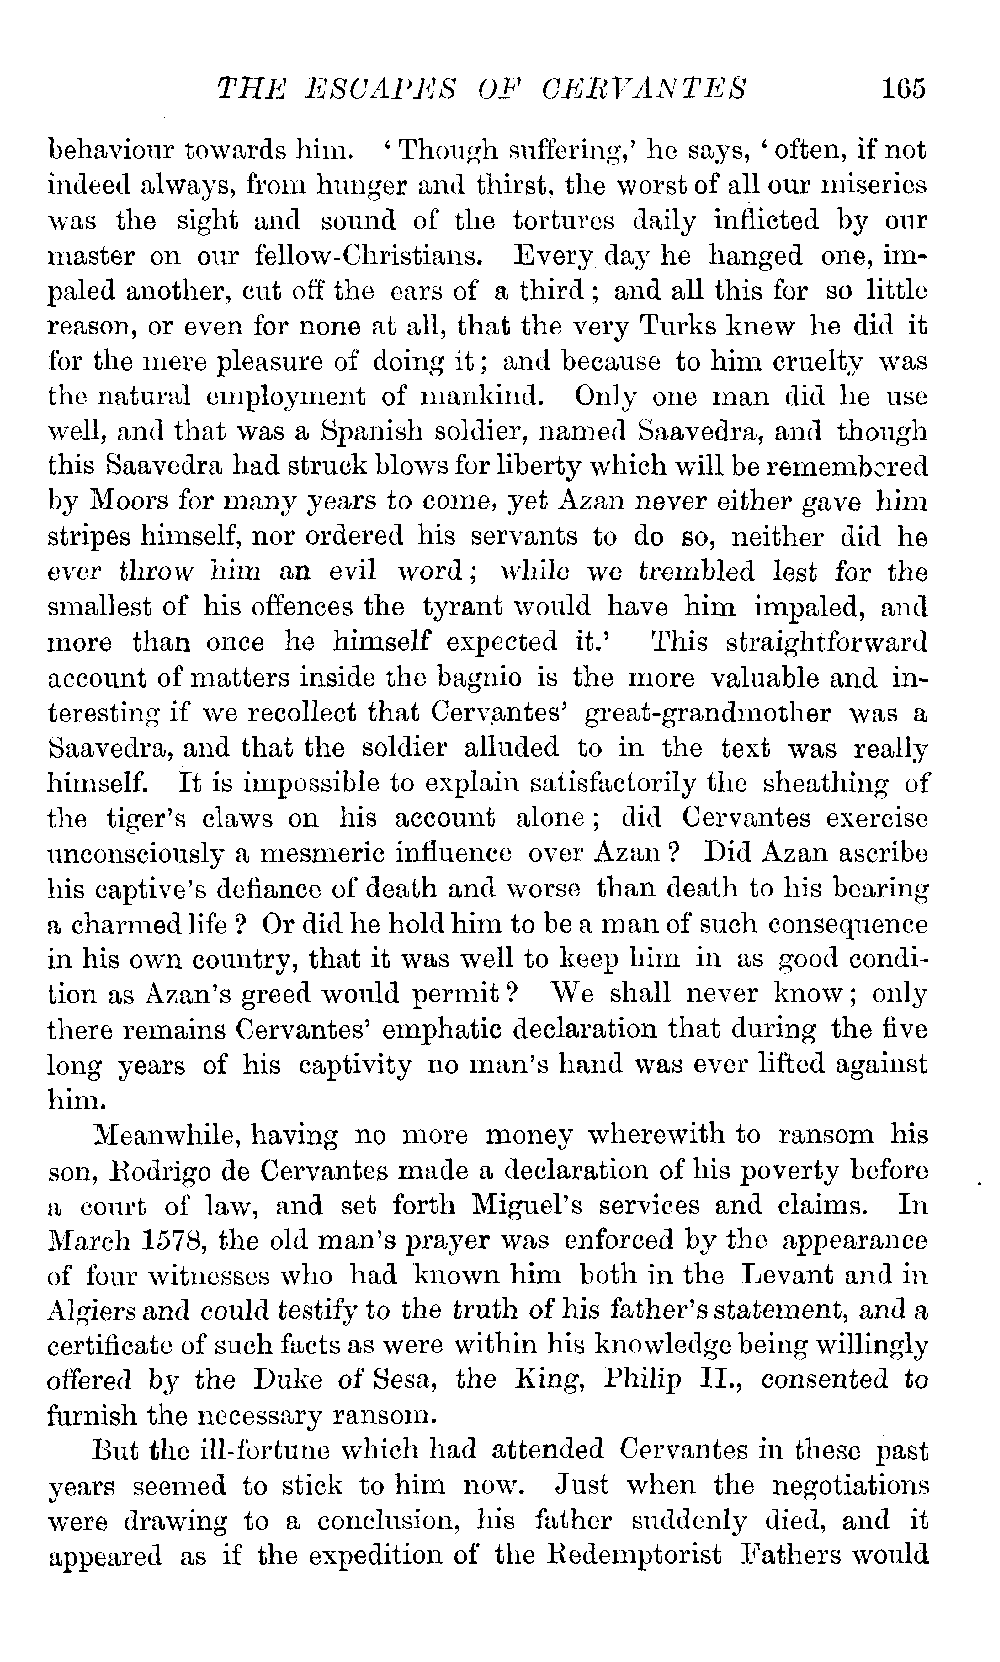 THE ESCAPES OF CERVANTES 165
behaviour towards him. ‘ Though suffering,’ he says, ‘ often, if not
indeed always, from hunger and thirst, the worst of all our miseries
was the sight and sound of the tortures daily inflicted by our
master on our fellow-Christians. Every day he hanged one, im-
paled another, cut off the ears of a third ; and all this for so little
reason, or even for none at all, that the very Turks knew he did it
for the mere pleasure of doing it ; and because to him cruelty was
the natural employment of mankind. Only one man did he use
well, and that was a Spanish soldier, named Saavedra, and though
this Saavedra had struck blows for liberty which will be remembered
by Moors for many years to come, yet Azan never either gave him
stripes himself, nor ordered his servants to do so, neither did he
ever throw him an evil word ; while we trembled lest for the
smallest of his offences the tyrant would have him impaled, and
more than once he himself expected it.’ This straightforward
account of matters inside the bagnio is the more valuable and in-
teresting if we recollect that Cervantes’ great-grandmother was a
Saavedra, and that the soldier alluded to in the text was really
himself. It is impossible to explain satisfactorily the sheathing of
the tiger’s claws on his account alone ; did Cervantes exercise
unconsciously a mesmeric influence over Azan ? Did Azan ascribe
his captive’s defiance of death and worse than death to his bearing
a charmed life ? Or did he hold him to be a man of such consequence
in his own country, that it was well to keep him in as good condi-
tion as Azan’s greed would permit ? We shall never know ; only
there remains Cervantes’ emphatic declaration that during the five
long years of his captivity no man’s hand was ever lifted against
him.
Meanwhile, having no more money wherewith to ransom his
son, Rodrigo de Cervantes made a declaration of his poverty before
a court of law, and set forth Miguel’s services and claims. In
March 1578, the old man’s prayer was enforced by the appearance
of four witnesses who had known him both in the Levant and in
Algiers and could testify to the truth of his father’s statement, and a
certificate of such facts as were within his knowledge being willingly
offered by the Duke of Sesa, the King, Philip II., consented to
furnish the necessary ransom.
But the ill-fortune which had attended Cervantes in these past
years seemed to stick to him now. Just when the negotiations
were drawing to a conclusion, his father suddenly died, and it
appeared as if the expedition of the Redemptorist Fathers would